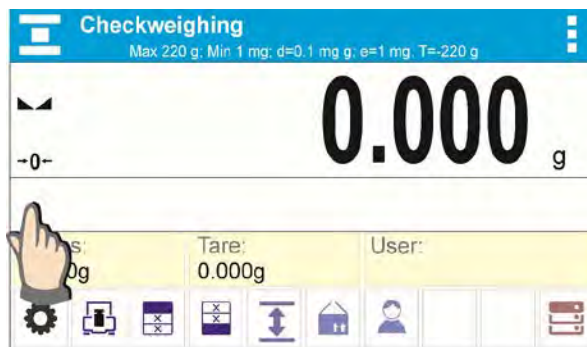 Checkweighing
Max 220 g; Min 1 mg; d=0.1 mg g; e=1 mg. T=-220 g
→0←
0.000 g
Tare: User:
0.000g